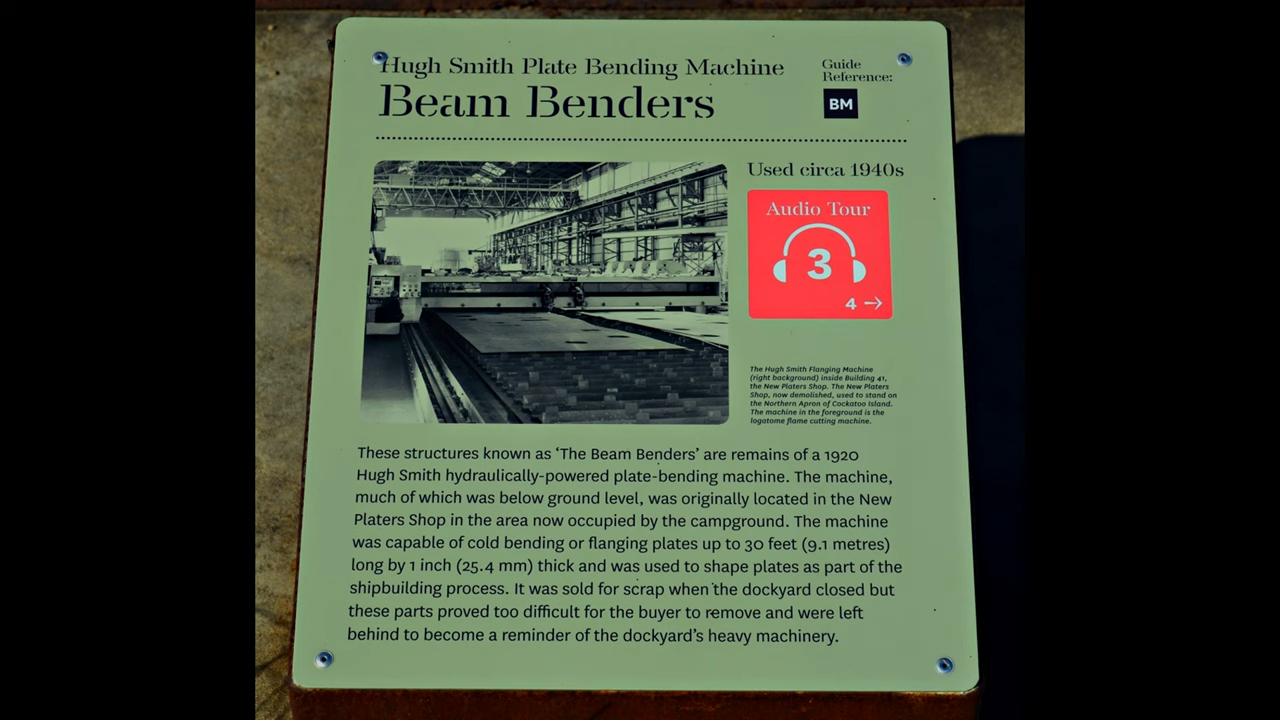 Hugh Smith Plate Bending Machine
Beam Benders
Guide
Reference:
BM
Used circa 1940s
Audio Tour
3
4 →
The Hugh Smith Flanging Machine
(right background) inside Building 41,
the New Platers Shop. The New Platers
Shop, now demolished, used to stand on
the Northern Apron of Cockatoo Island.
The machine in the foreground is the
logatome flame cutting machine.
These structures known as ‘The Beam Benders’ are remains of a 1920
Hugh Smith hydraulically-powered plate-bending machine. The machine,
much of which was below ground level, was originally located in the New
Platers Shop in the area now occupied by the campground. The machine
was capable of cold bending or flanging plates up to 30 feet (9.1 metres)
long by 1 inch (25.4 mm) thick and was used to shape plates as part of the
shipbuilding process. It was sold for scrap when the dockyard closed but
these parts proved too difficult for the buyer to remove and were left
behind to become a reminder of the dockyard’s heavy machinery.